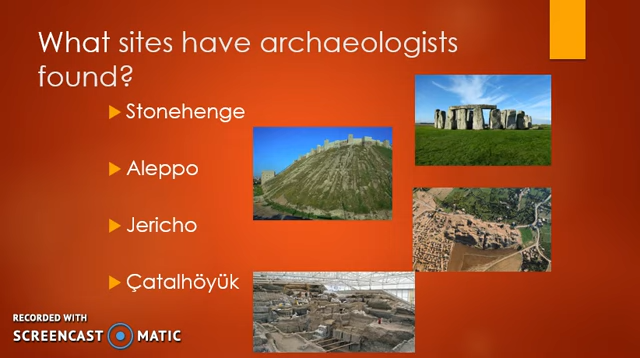 What sites have archaeologists
found?
Stonehenge
Aleppo
Jericho
Çatalhöyük
RECORDED WITH
SCREENCAST MATIC